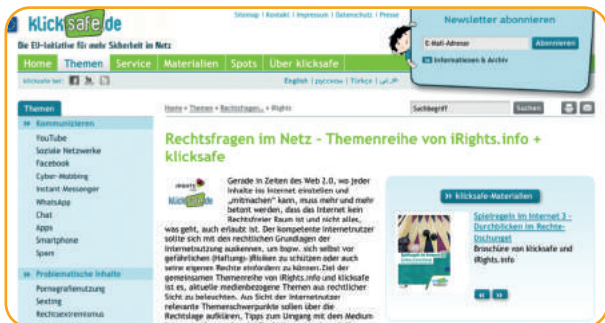 klicksafe.de
Die EU-Initiative für mehr Sicherheit im Netz
Sitemap | Kontakt | Impressum | Datenschutz | Presse
Newsletter abonnieren
E-Mail-Adresse
Abonnieren
Informationen & Archiv
Home Themen Service Materialien Spots Über klicksafe
klicksafe bei:
English | русский | Türkçe | عربي
Themen
Kommunizieren
YouTube
Soziale Netzwerke
Facebook
Cyber-Mobbing
Instant Messenger
WhatsApp
Chat
Apps
Smartphone
Spam
Problematische Inhalte
Pornografienutzung
Sexting
Rechtsextremismus
Home » Themen » Rechtsfragen... » iRights
Suchbegriff
Suchen
Rechtsfragen im Netz - Themenreihe von iRights.info +
klicksafe
Gerade in Zeiten des Web 2.0, wo jeder
Inhalte ins Internet einstellen und
„mitmachen“ kann, muss mehr und mehr
betont werden, dass das Internet kein
Rechtsfreier Raum ist und nicht alles,
was geht, auch erlaubt ist. Der kompetente Internetnutzer
sollte sich mit den rechtlichen Grundlagen der
Internetnutzung auskennen, um bspw. sich selbst vor
gefährlichen (Haftungs-)Risiken zu schützen oder auch
seine eigenen Rechte einfordern zu können.Ziel der
gemeinsamen Themenreihe von iRights.info und klicksafe
ist es, aktuelle medienbezogene Themen aus rechtlicher
Sicht zu beleuchten. Aus Sicht der Internetnutzer
relevante Themenschwerpunkte sollen über die
Rechtslage aufklären, Tipps zum Umgang mit dem Medium
klicksafe-Materialien
Spielregeln im Internet 3 -
Durchblicken im Rechte-
Dschungel
Broschüre von klicksafe und
iRights.info